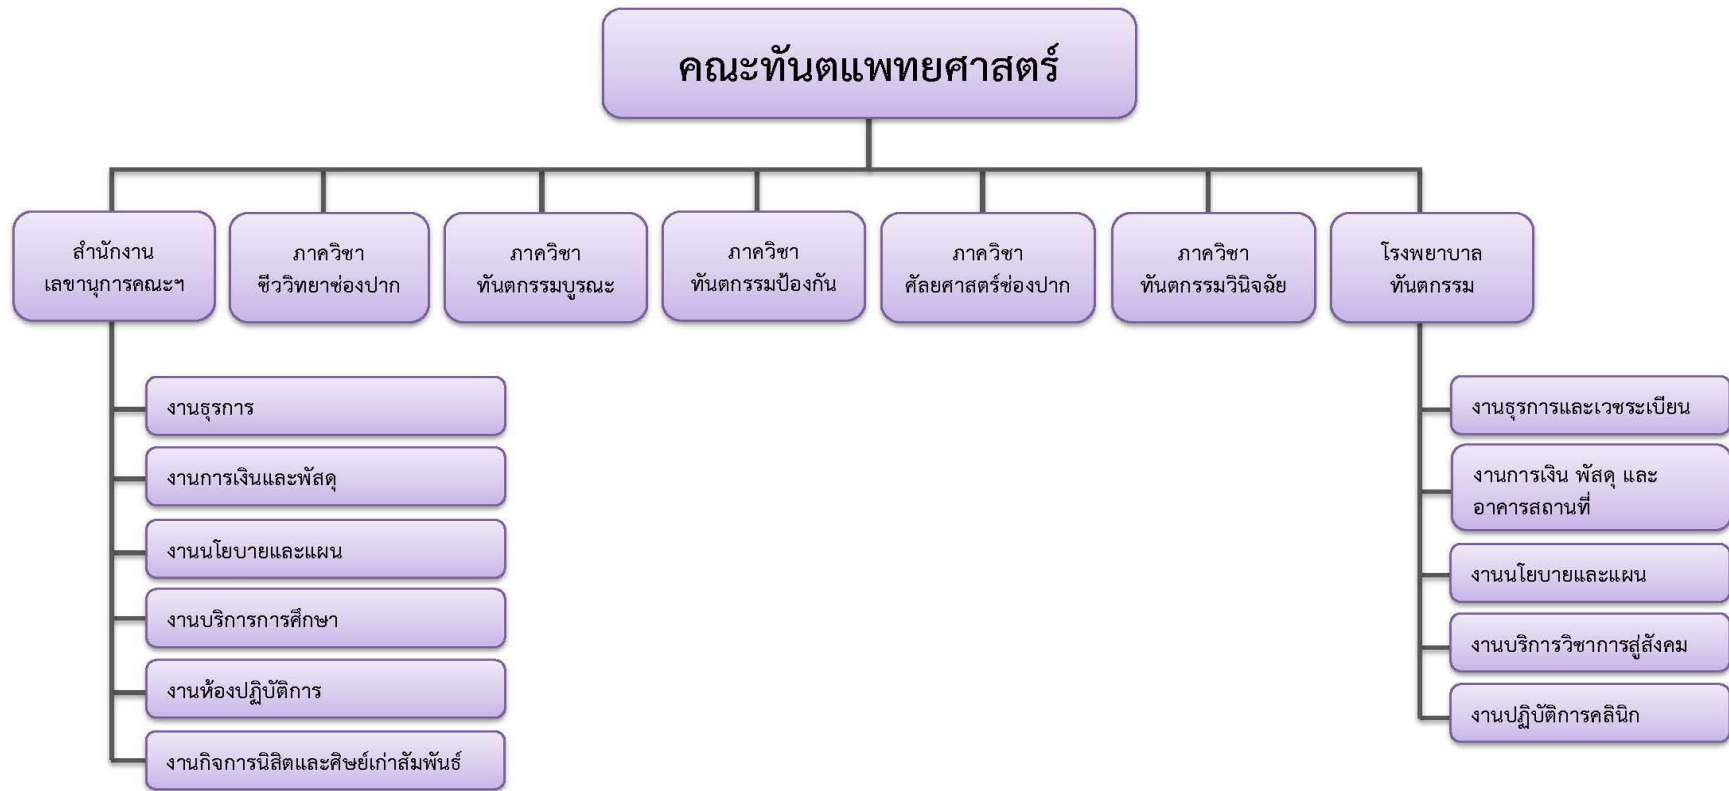 คณะทันตแพทยศาสตร์
สำนักงาน
เลขานุการคณะฯ
ภาควิชา
ชีววิทยาช่องปาก
ภาควิชา
ทันตกรรมบูรณะ
ภาควิชา
ทันตกรรมป้องกัน
ภาควิชา
ศัลยศาสตร์ช่องปาก
ภาควิชา
ทันตกรรมวินิจฉัย
โรงพยาบาล
ทันตกรรม
งานธุรการ
งานการเงินและพัสดุ
งานนโยบายและแผน
งานบริการการศึกษา
งานห้องปฏิบัติการ
งานกิจการนิสิตและศิษย์เก่าสัมพันธ์
งานธุรการและเวชระเบียน
งานการเงิน พัสดุ และ
อาคารสถานที่
งานนโยบายและแผน
งานบริการวิชาการสู่สังคม
งานปฏิบัติการคลินิก